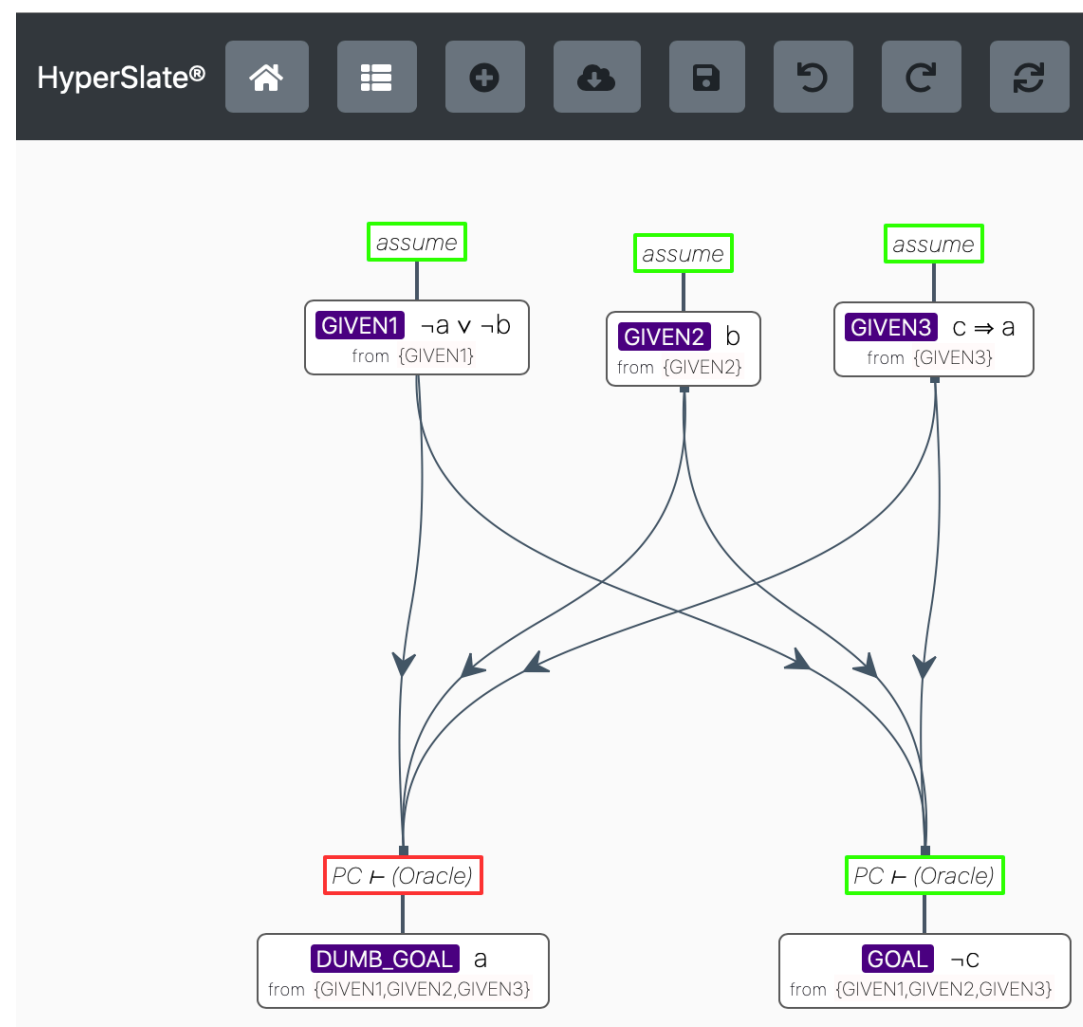 HyperSlate®
assume
assume
assume
GIVEN1 ¬a ∨ ¬b
from {GIVEN1}
GIVEN2 b
from {GIVEN2}
GIVEN3 c ⇒ a
from {GIVEN3}
PC ⊢ (Oracle)
PC ⊢ (Oracle)
DUMB_GOAL a
from {GIVEN1,GIVEN2,GIVEN3}
GOAL ¬c
from {GIVEN1,GIVEN2,GIVEN3}